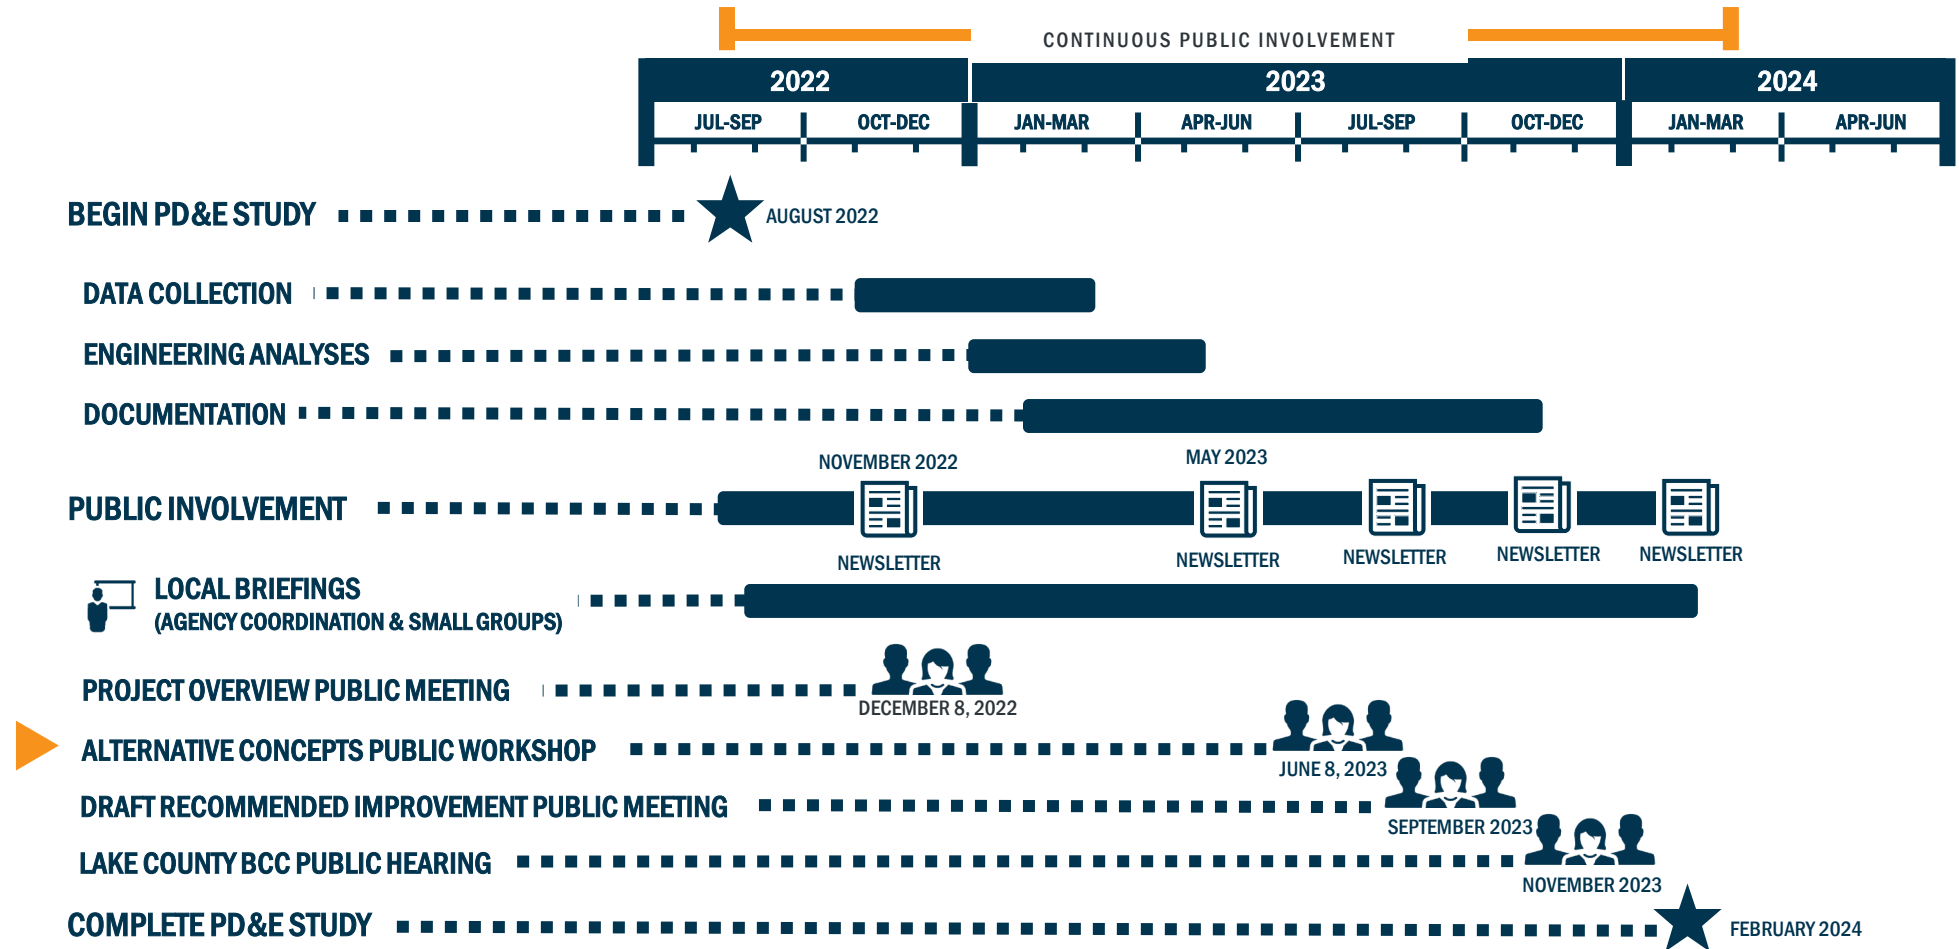 CONTINUOUS PUBLIC INVOLVEMENT
2022 2023 2024
JUL-SEP OCT-DEC JAN-MAR APR-JUN JUL-SEP OCT-DEC JAN-MAR APR-JUN
BEGIN PD&E STUDY AUGUST 2022
DATA COLLECTION
ENGINEERING ANALYSES
DOCUMENTATION
NOVEMBER 2022 MAY 2023
PUBLIC INVOLVEMENT
NEWSLETTER NEWSLETTER NEWSLETTER NEWSLETTER NEWSLETTER
LOCAL BRIEFINGS
(AGENCY COORDINATION & SMALL GROUPS)
PROJECT OVERVIEW PUBLIC MEETING
DECEMBER 8, 2022
ALTERNATIVE CONCEPTS PUBLIC WORKSHOP
JUNE 8, 2023
DRAFT RECOMMENDED IMPROVEMENT PUBLIC MEETING
SEPTEMBER 2023
LAKE COUNTY BCC PUBLIC HEARING
NOVEMBER 2023
COMPLETE PD&E STUDY FEBRUARY 2024